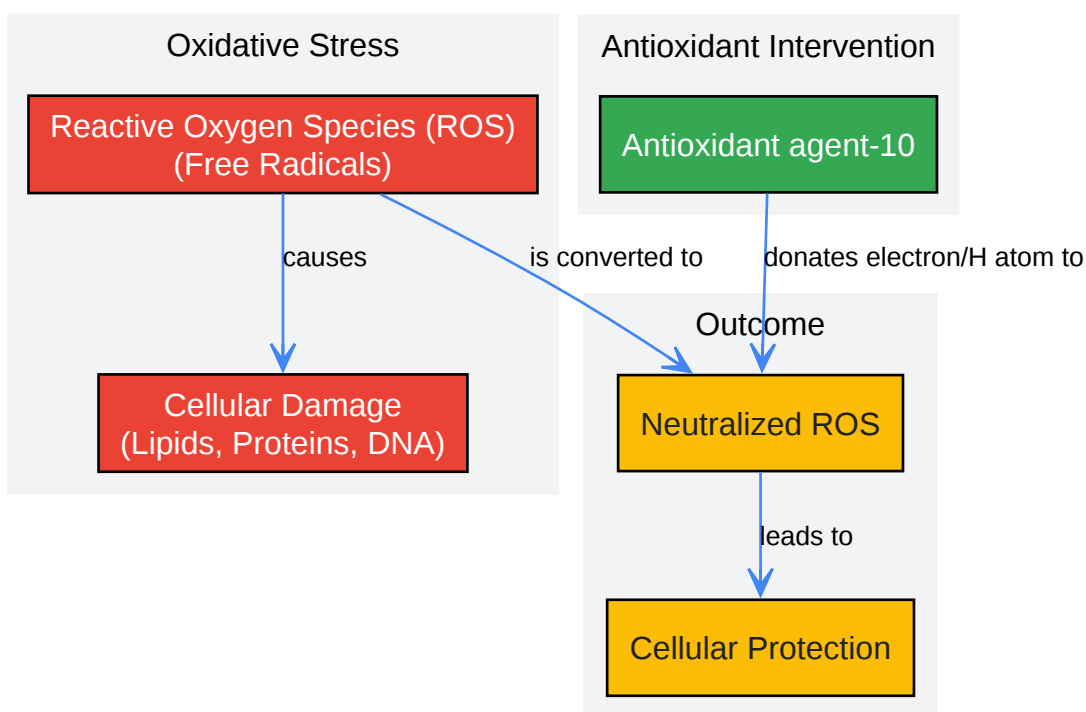 Oxidative Stress
Antioxidant Intervention
Reactive Oxygen Species (ROS)
(Free Radicals)
Antioxidant agent-10
causes
is converted to
donates electron/H atom to
Outcome
Cellular Damage
(Lipids, Proteins, DNA)
Neutralized ROS
leads to
Cellular Protection